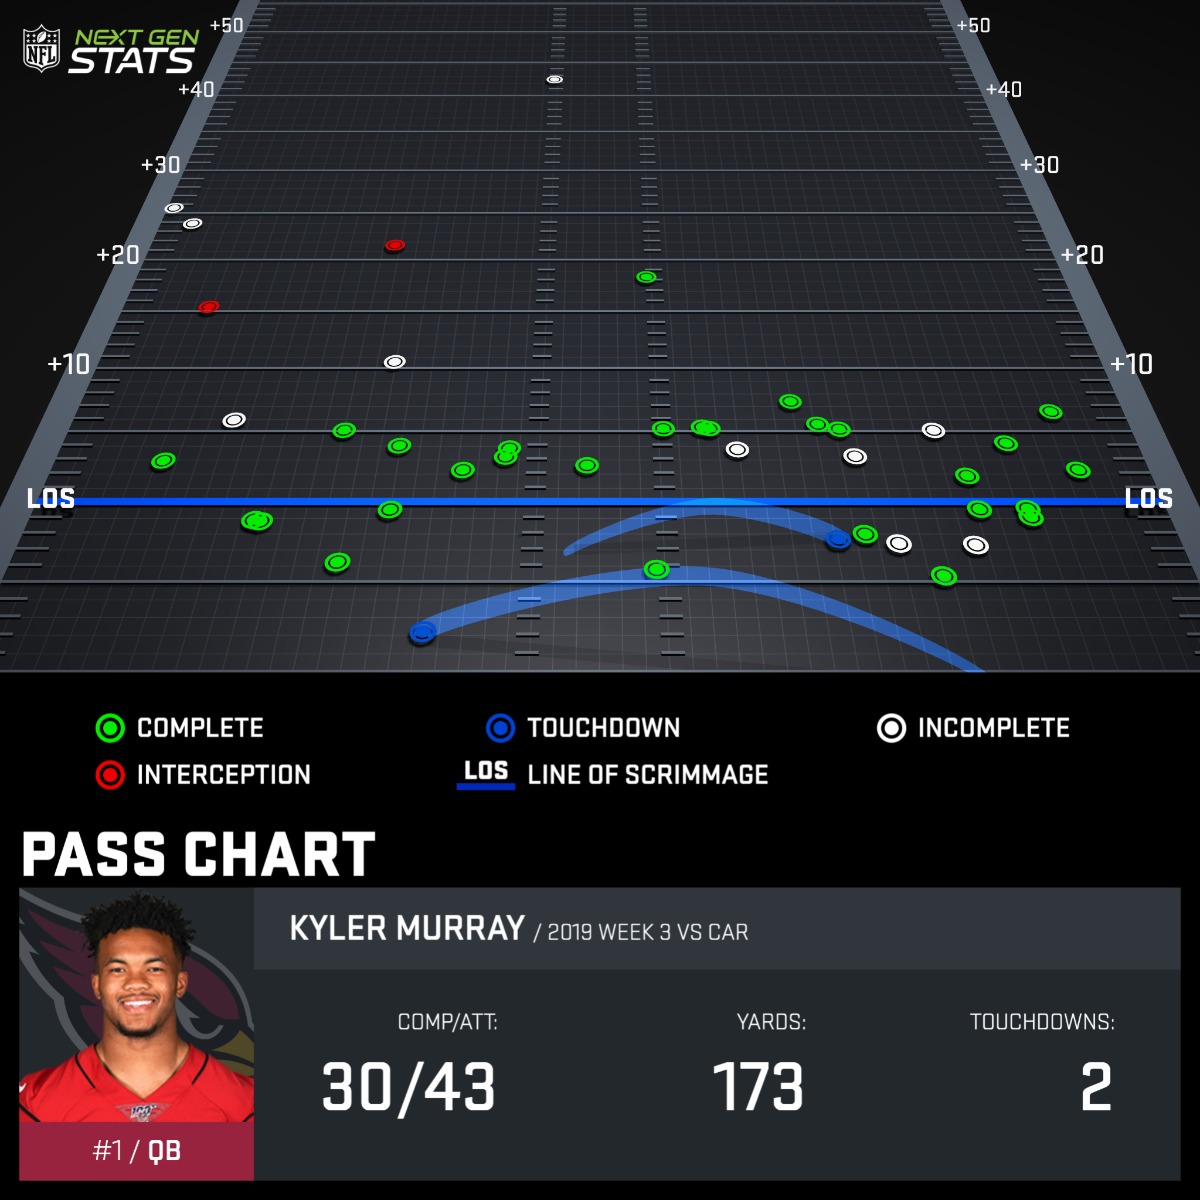 +50 +50
NFL NEXT GEN
STATS
+40 +40
+30 +30
+20 +20
+10 +10
LOS LOS
COMPLETE TOUCHDOWN INCOMPLETE
INTERCEPTION LOS LINE OF SCRIMMAGE
PASS CHART
KYLER MURRAY / 2019 WEEK 3 VS CAR
COMP/ATT: YARDS: TOUCHDOWNS:
30/43 173 2
#1 / QB